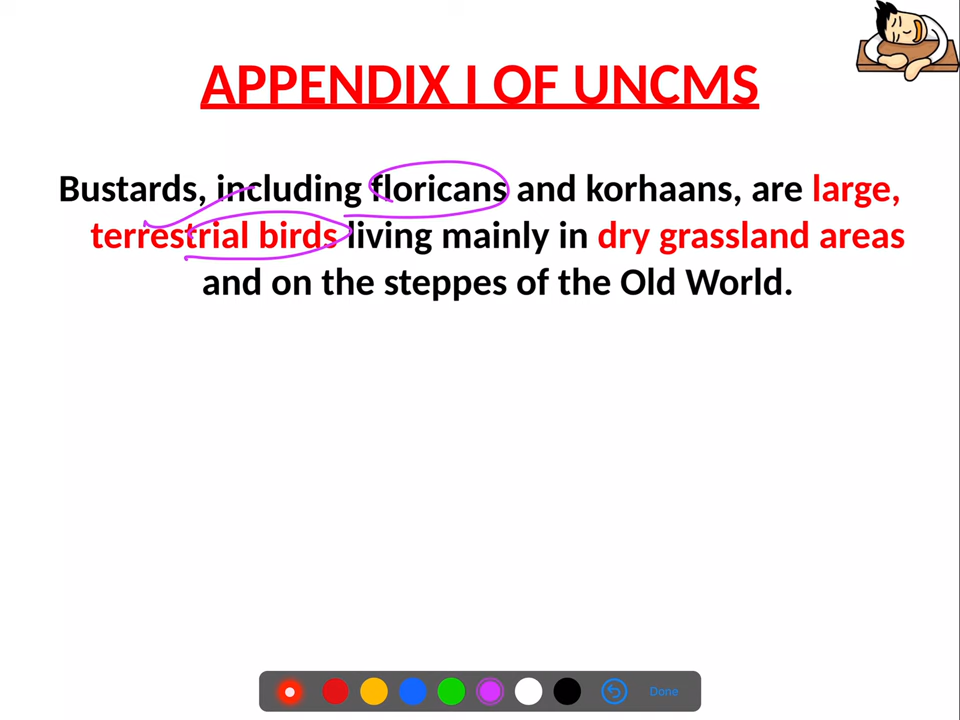 APPENDIX I OF UNCMS
Bustards, including floricans and korhaans, are large,
terrestrial birds living mainly in dry grassland areas
and on the steppes of the Old World.
Done